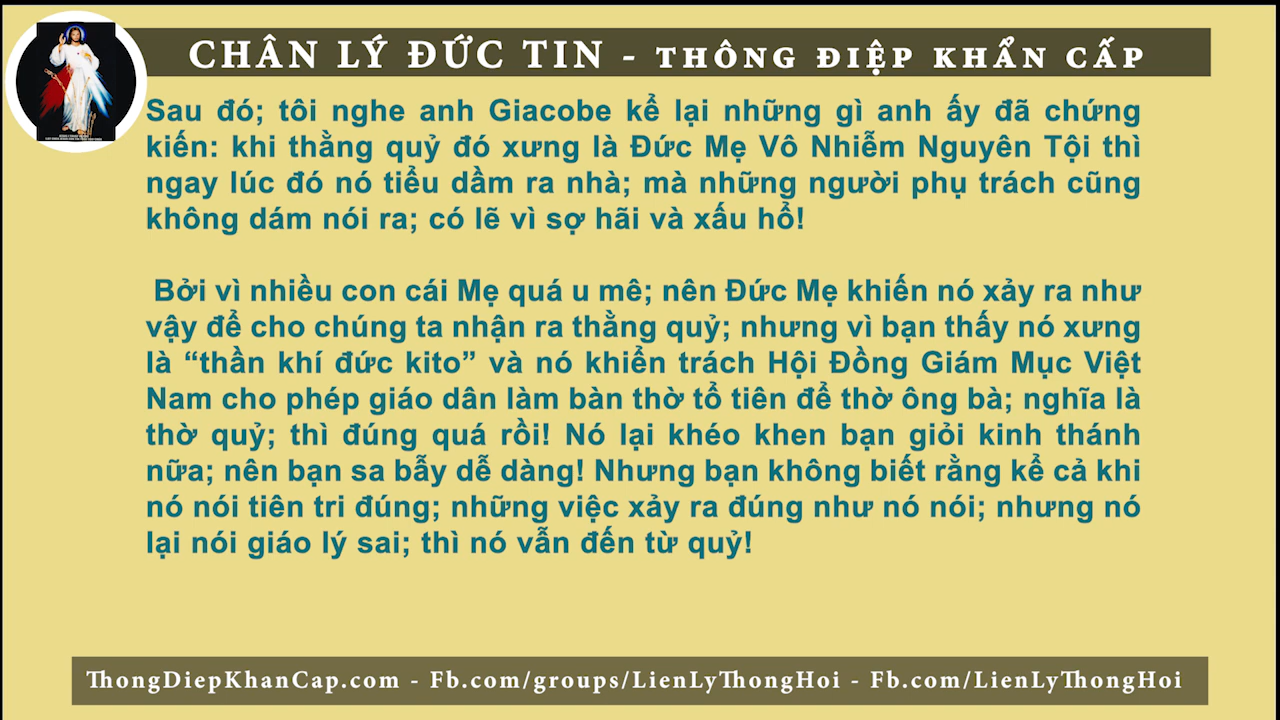 CHÂN LÝ ĐỨC TIN - THÔNG ĐIỆP KHẨN CẤP
Sau đó; tôi nghe anh Giacobe kể lại những gì anh ấy đã chứng
kiến: khi thằng quỷ đó xưng là Đức Mẹ Vô Nhiễm Nguyên Tội thì
ngay lúc đó nó tiểu dầm ra nhà; mà những người phụ trách cũng
không dám nói ra; có lẽ vì sợ hãi và xấu hổ!
Bởi vì nhiều con cái Mẹ quá u mê; nên Đức Mẹ khiến nó xảy ra như
vậy để cho chúng ta nhận ra thằng quỷ; nhưng vì bạn thấy nó xưng
là “thần khí đức kito” và nó khiển trách Hội Đồng Giám Mục Việt
Nam cho phép giáo dân làm bàn thờ tổ tiên để thờ ông bà; nghĩa là
thờ quỷ; thì đúng quá rồi! Nó lại khéo khen bạn giỏi kinh thánh
nữa; nên bạn sa bẫy dễ dàng! Nhưng bạn không biết rằng kể cả khi
nó nói tiên tri đúng; những việc xảy ra đúng như nó nói; nhưng nó
lại nói giáo lý sai; thì nó vẫn đến từ quỷ!
ThongDiepKhanCap.com - Fb.com/groups/LienLyThongHoi - Fb.com/LienLyThongHoi